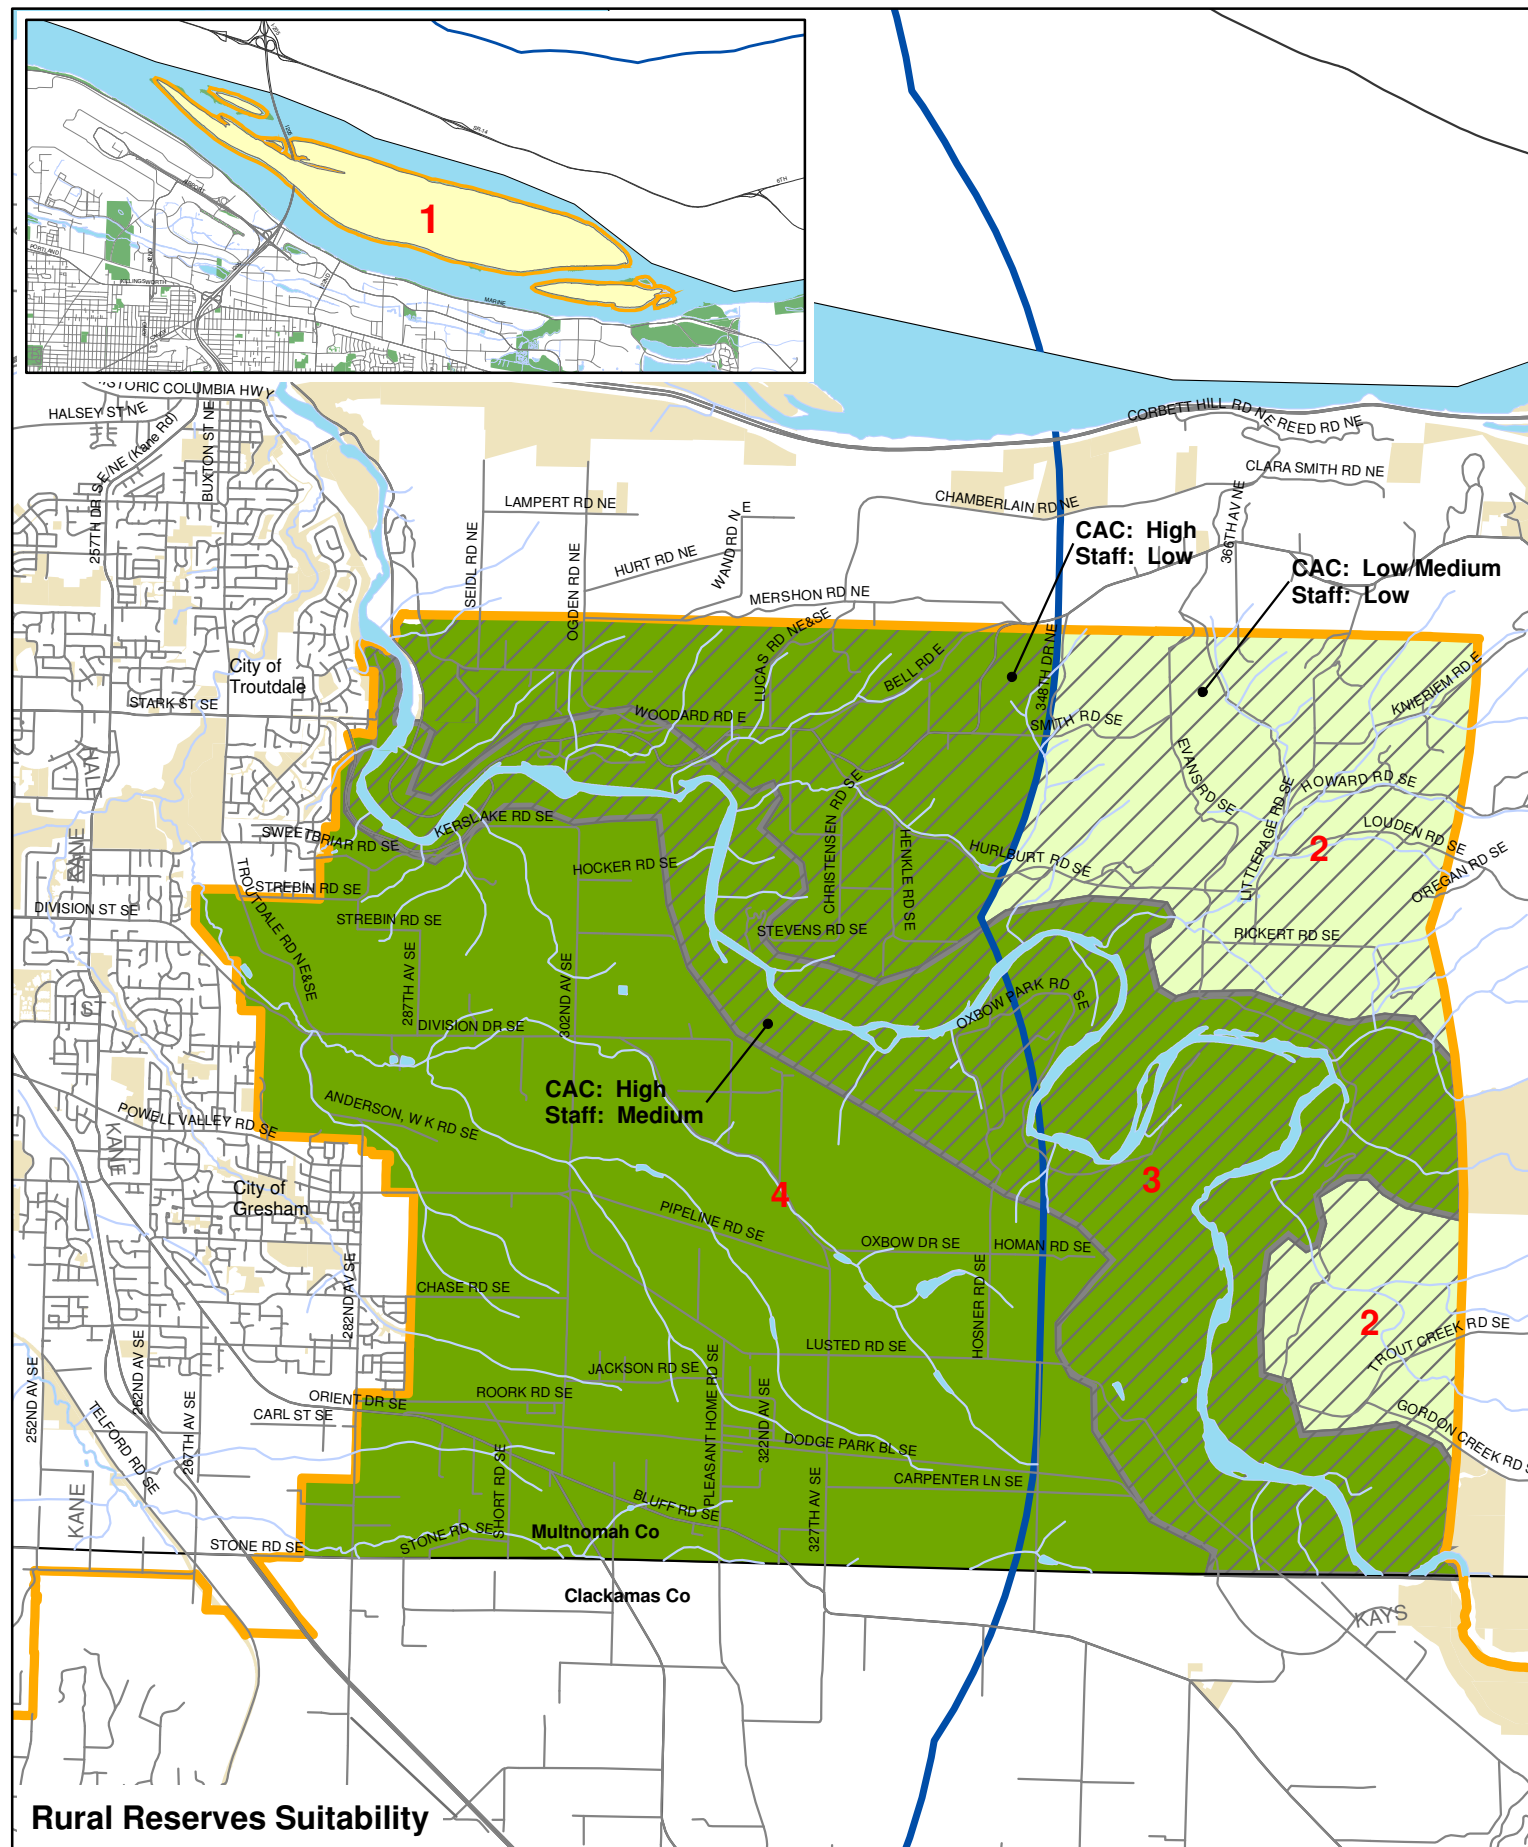 I205
SR 14
6TH
I205
AIRPORT
1
PORTLAND
KILLINGSWORTH
MARINE
HISTORIC COLUMBIA HWY
HALSEY ST NE
257TH DR SE/NE (Kane Rd)
BUXTON ST NE
CORBETT HILL RD NE
REED RD NE
CLARA SMITH RD NE
LAMPERT RD NE
CHAMBERLAIN RD NE
SEIDL RD NE
OGDEN RD NE
HURT RD NE
WAND RD NE
366TH AV NE
CAC: High
Staff: Low
CAC: Low/Medium
Staff: Low
MERSHON RD NE
LUCAS RD NE&SE
BELL RD E
348TH DR NE
KNIERIEM RD E
City of
Troutdale
STARK ST SE
WOODARD RD E
SMITH RD SE
HALE
KANE
EVANS RD SE
HOWARD RD SE
LITTLEPAGE RD SE
LOUDEN RD SE
2
KERSLAKE RD SE
SWEETBRIAR RD SE
CHRISTENSEN RD SE
HENKLE RD SE
HURLBURT RD SE
HOCKER RD SE
OREGAN RD SE
TROUTDALE RD NE&SE
STREBIN RD SE
STREBIN RD SE
DIVISION ST SE
STEVENS RD SE
RICKERT RD SE
287TH AV SE
302ND AV SE
OXBOW PARK RD SE
1ST
DIVISION DR SE
CAC: High
Staff: Medium
ANDERSON, W K RD SE
POWELL VALLEY RD SE
KANE
City of
Gresham
4
3
PIPELINE RD SE
OXBOW DR SE
HOMAN RD SE
HOSNER RD SE
282ND AV SE
CHASE RD SE
2
TROUT CREEK RD SE
LUSTED RD SE
JACKSON RD SE
ROORK RD SE
PLEASANT HOME RD SE
322ND AV SE
252ND AV SE
262ND AV SE
267TH AV SE
ORIENT DR SE
CARL ST SE
TELFORD RD SE
GORDON CREEK RD S
DODGE PARK BL SE
CARPENTER LN SE
SHORT RD SE
BLUFF RD SE
327TH AV SE
KANE
STONE RD SE
STONE RD SE
Multnomah Co
Clackamas Co
KAYS
Rural Reserves Suitability